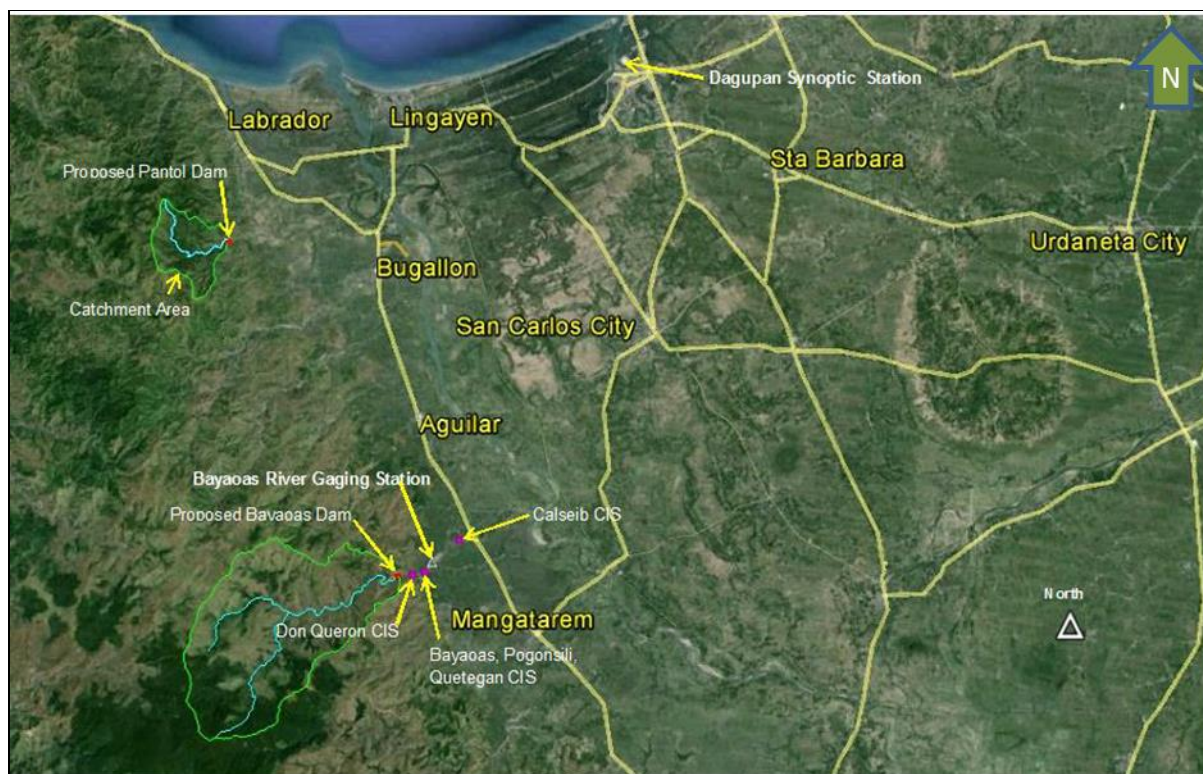 N
Dagupan Synoptic Station
Labrador
Lingayen
Sta Barbara
Proposed Pantol Dam
Urdaneta City
Bugallon
Catchment Area
San Carlos City
Aguilar
Bayaoas River Gaging Station
Proposed Bayaoas Dam
Calseib CIS
North
Don Queron CIS
Mangatarem
Bayaoas, Pogonsili,
Quetegan CIS